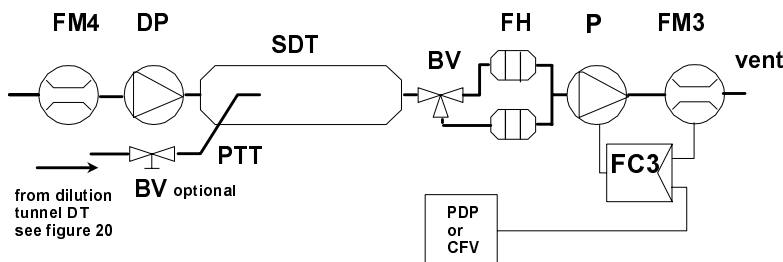 FM4 DP SDT BV FH P FM3 vent
PTT
BV optional
from dilution
tunnel DT
see figure 20
FC3
PDP
or
CFV